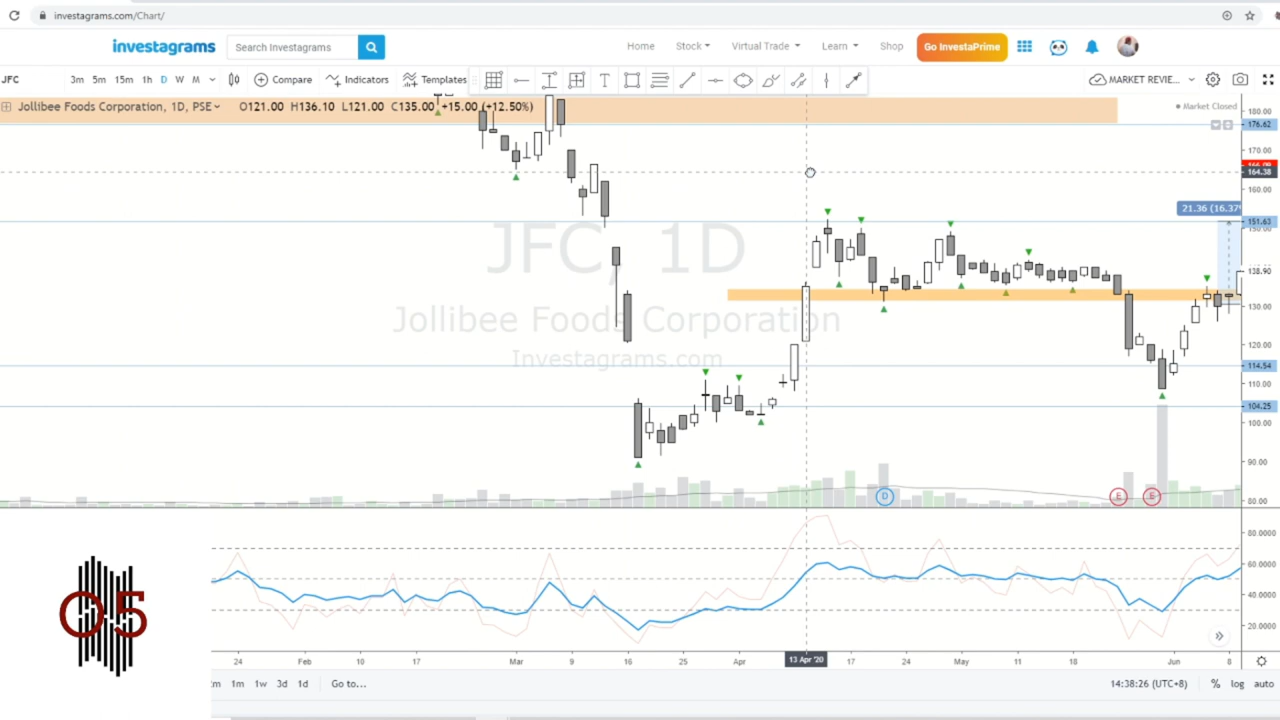 investagrams.com/Chart/
investagrams
Search Investagrams
Home
Stock
Virtual Trade
Learn
Shop
Go InvestaPrime
JFC
3m 5m 15m 1h D W M
Compare
Indicators
Templates
MARKET REVIE...
Jollibee Foods Corporation, 1D, PSE
O121.00 H136.10 L121.00 C135.00 +15.00 (+12.50%)
Market Closed
180.00
176.62
170.00
164.38
160.00
21.36 (16.37%
151.63
150.00
138.90
130.00
120.00
114.54
110.00
104.25
100.00
90.00
80.00
JFC, 1D
Jollibee Foods Corporation
Investagrams.com
D
E
E
80.0000
60.0000
40.0000
20.0000
05
24 Feb 10 17 Mar 9 16 25 Apr 13 Apr '20 17 24 May 11 18 Jun 8
1m 1w 3d 1d Go to...
14:38:26 (UTC+8) % log auto